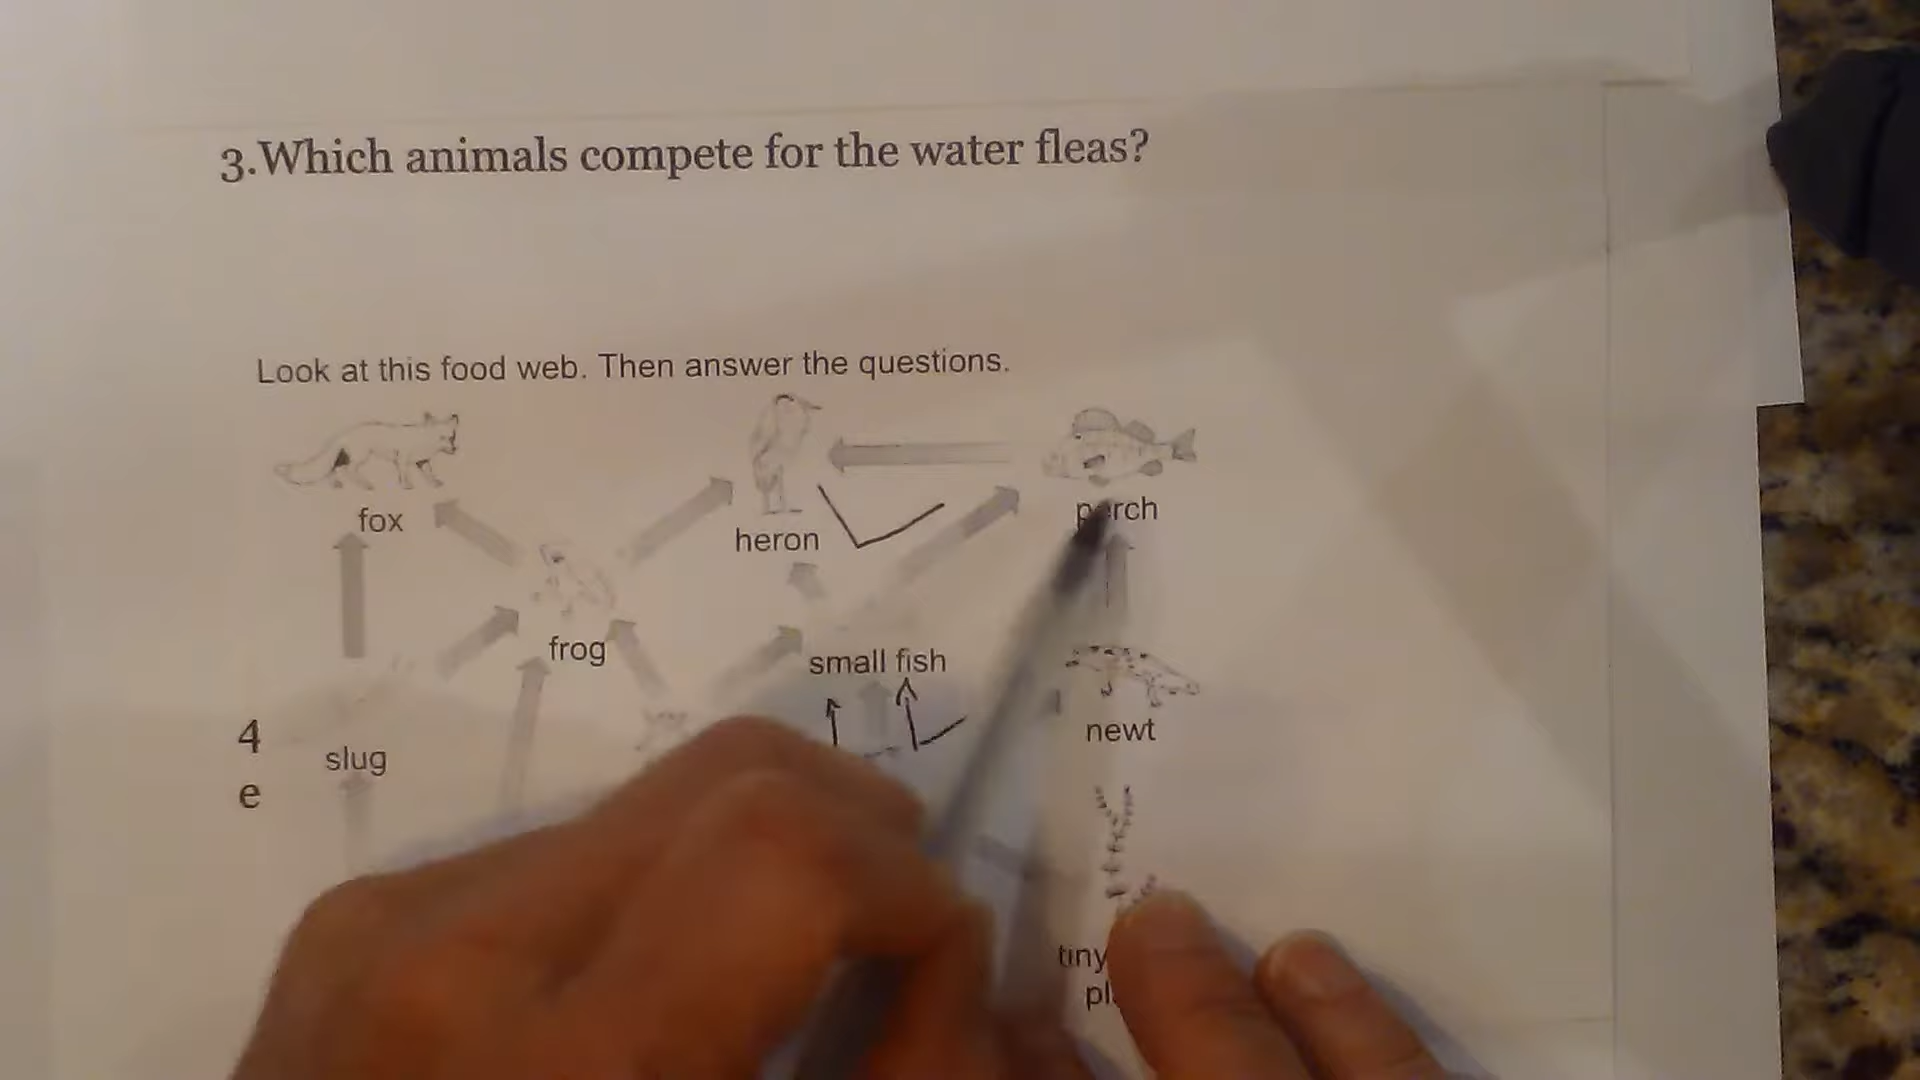 3. Which animals compete for the water fleas?
Look at this food web. Then answer the questions.
fox
heron
perch
frog
small fish
newt
slug
4
e
tiny